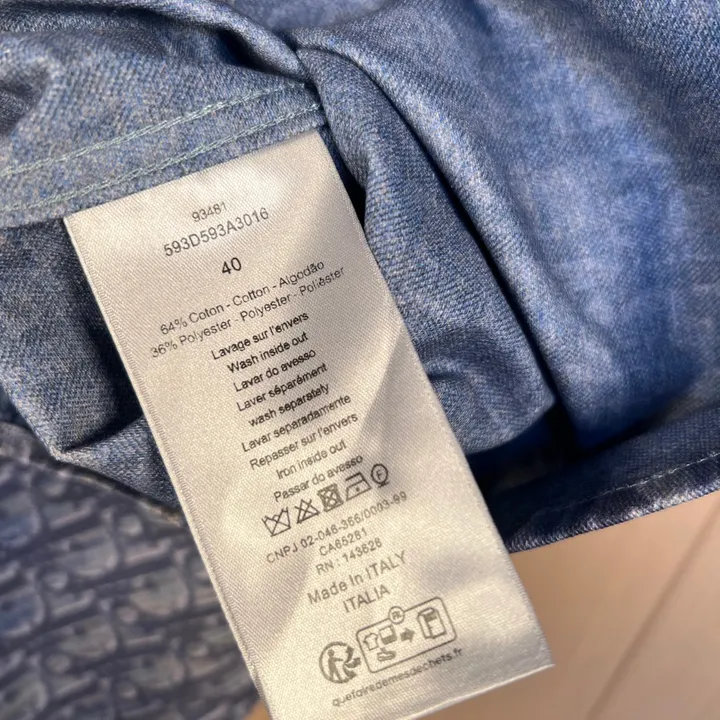 93481
593D593A3016
40
64% Coton - Cotton - Algodão
36% Polyester - Polyester - Poliéster
Lavage sur l'envers
Wash inside out
Lavar do avesso
Laver séparément
wash separately
Lavar separadamente
Repasser sur l'envers
Iron inside out
Passar do avesso
F
CNPJ 02-046-355/0003-99
CA65281
RN : 143628
Made In ITALY
ITALIA
R
quefairedemesdechets.fr